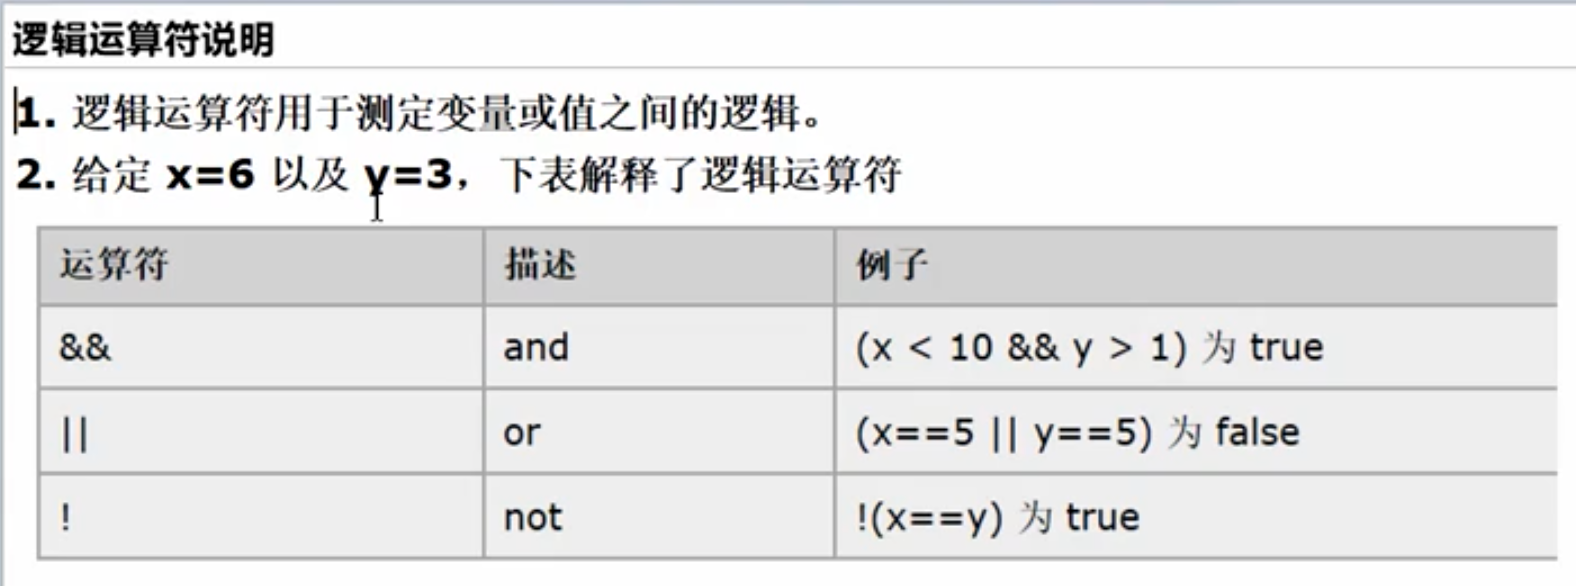 逻辑运算符说明
1. 逻辑运算符用于测定变量或值之间的逻辑。
2. 给定 x=6 以及 y=3，下表解释了逻辑运算符
运算符 描述 例子
&& and (x < 10 && y > 1) 为 true
|| or (x==5 || y==5) 为 false
! not !(x==y) 为 true